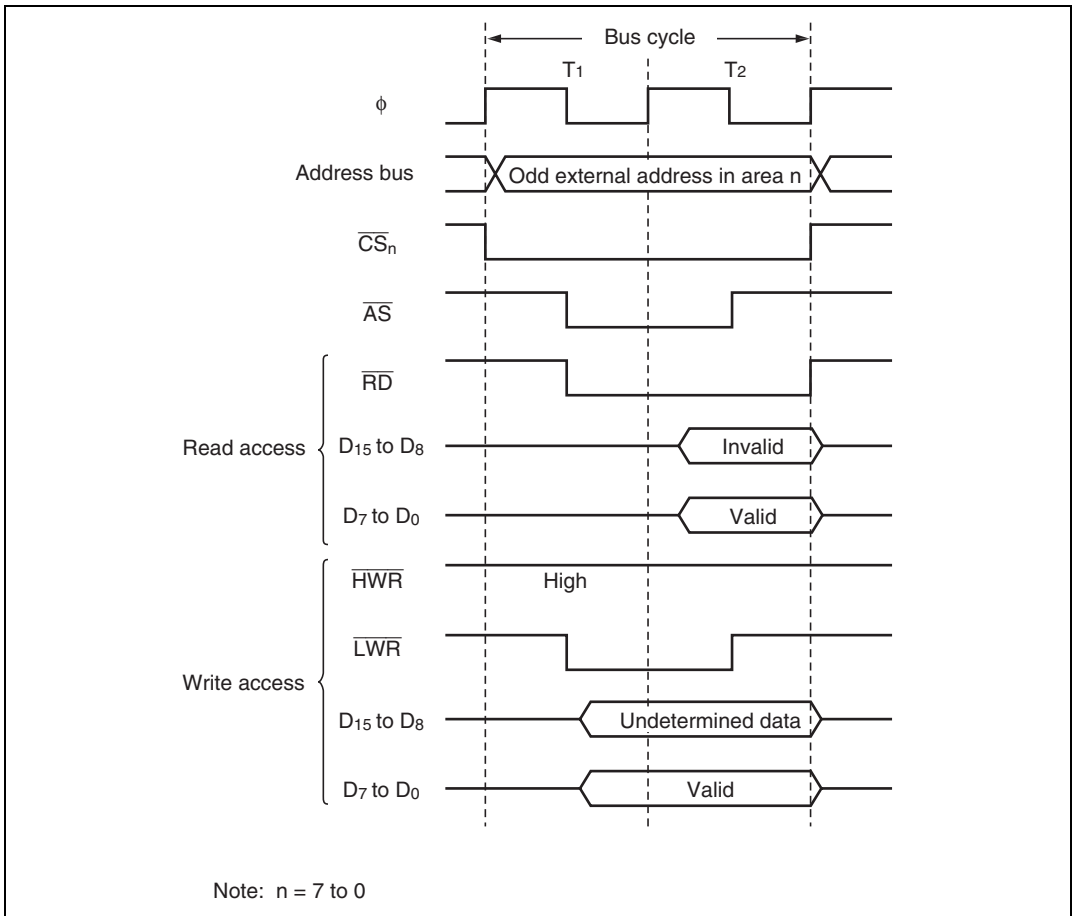 Bus cycle
T1 T2
φ
Address bus Odd external address in area n
CSn
AS
RD
Read access D15 to D8 Invalid
D7 to D0 Valid
HWR High
LWR
Write access
D15 to D8 Undetermined data
D7 to D0 Valid
Note: n = 7 to 0